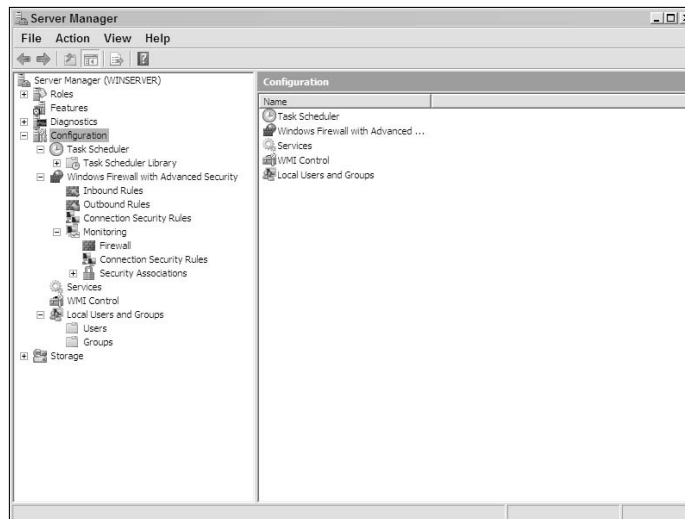 Server Manager
File Action View Help
Server Manager (WINSERVER)
Roles
Features
Diagnostics
Configuration
Task Scheduler
Task Scheduler Library
Windows Firewall with Advanced Security
Inbound Rules
Outbound Rules
Connection Security Rules
Monitoring
Firewall
Connection Security Rules
Security Associations
Services
WMI Control
Local Users and Groups
Users
Groups
Storage
Configuration
Name
Task Scheduler
Windows Firewall with Advanced ...
Services
WMI Control
Local Users and Groups